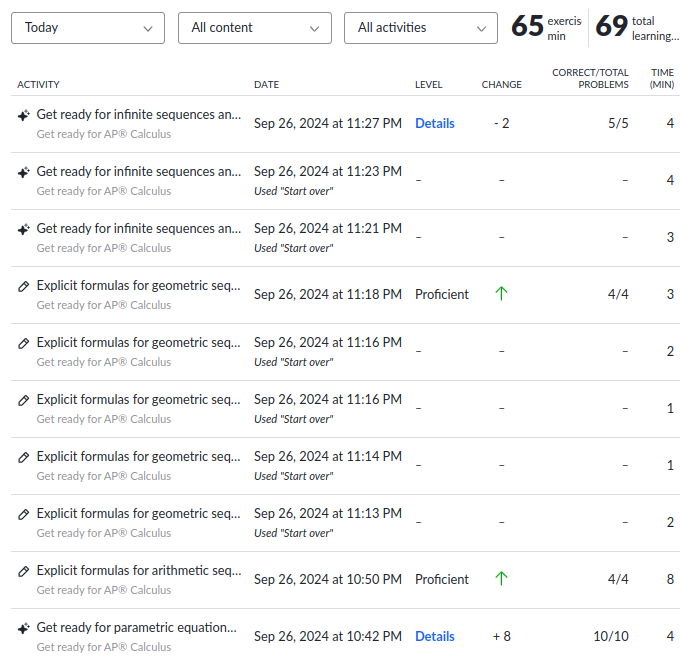 Today
All content
All activities
65 exercis min
69 total learning...
ACTIVITY DATE LEVEL CHANGE CORRECT/TOTAL PROBLEMS TIME (MIN)
Get ready for infinite sequences an...
Get ready for AP® Calculus
Sep 26, 2024 at 11:27 PM Details - 2 5/5 4
Get ready for infinite sequences an...
Get ready for AP® Calculus
Sep 26, 2024 at 11:23 PM
Used "Start over"
– – – 4
Get ready for infinite sequences an...
Get ready for AP® Calculus
Sep 26, 2024 at 11:21 PM
Used "Start over"
– – – 3
Explicit formulas for geometric seq...
Get ready for AP® Calculus
Sep 26, 2024 at 11:18 PM Proficient ↑ 4/4 3
Explicit formulas for geometric seq...
Get ready for AP® Calculus
Sep 26, 2024 at 11:16 PM
Used "Start over"
– – – 2
Explicit formulas for geometric seq...
Get ready for AP® Calculus
Sep 26, 2024 at 11:16 PM
Used "Start over"
– – – 1
Explicit formulas for geometric seq...
Get ready for AP® Calculus
Sep 26, 2024 at 11:14 PM
Used "Start over"
– – – 1
Explicit formulas for geometric seq...
Get ready for AP® Calculus
Sep 26, 2024 at 11:13 PM
Used "Start over"
– – – 2
Explicit formulas for arithmetic seq...
Get ready for AP® Calculus
Sep 26, 2024 at 10:50 PM Proficient ↑ 4/4 8
Get ready for parametric equation...
Get ready for AP® Calculus
Sep 26, 2024 at 10:42 PM Details + 8 10/10 4